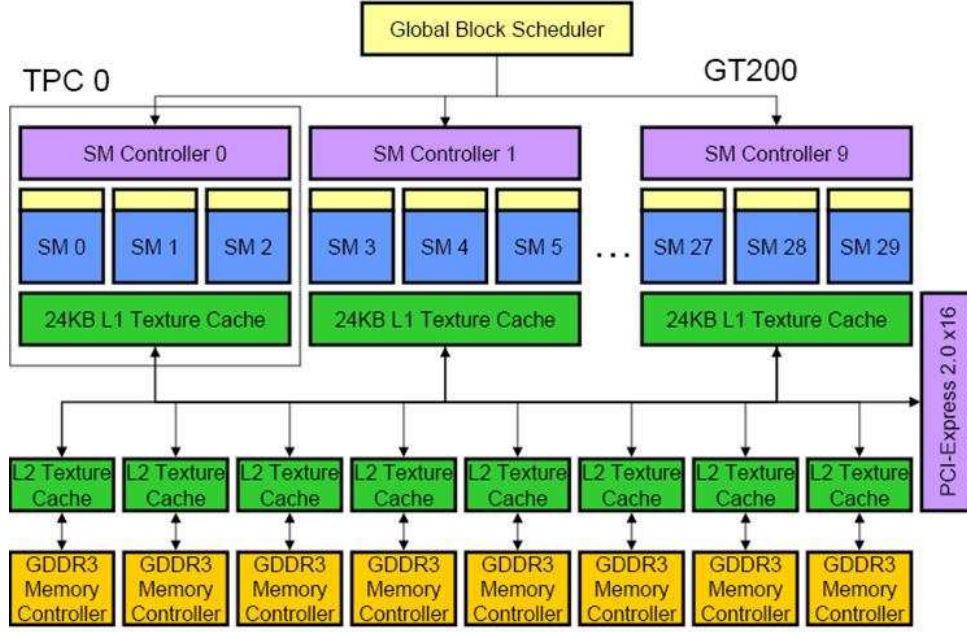 Global Block Scheduler
TPC 0
GT200
SM Controller 0
SM Controller 1
SM Controller 9
SM 0
SM 1
SM 2
SM 3
SM 4
SM 5
...
SM 27
SM 28
SM 29
24KB L1 Texture Cache
24KB L1 Texture Cache
24KB L1 Texture Cache
PCI-Express 2.0 x16
L2 Texture
Cache
L2 Texture
Cache
L2 Texture
Cache
L2 Texture
Cache
L2 Texture
Cache
L2 Texture
Cache
L2 Texture
Cache
L2 Texture
Cache
GDDR3
Memory
Controller
GDDR3
Memory
Controller
GDDR3
Memory
Controller
GDDR3
Memory
Controller
GDDR3
Memory
Controller
GDDR3
Memory
Controller
GDDR3
Memory
Controller
GDDR3
Memory
Controller